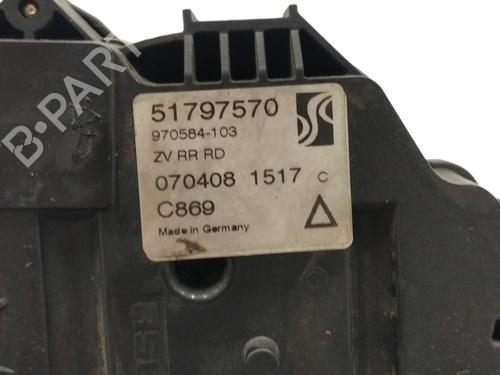 51797570
970584-103
ZV RR RD
070408 1517 C
C869
Made in Germany
B-PARTS